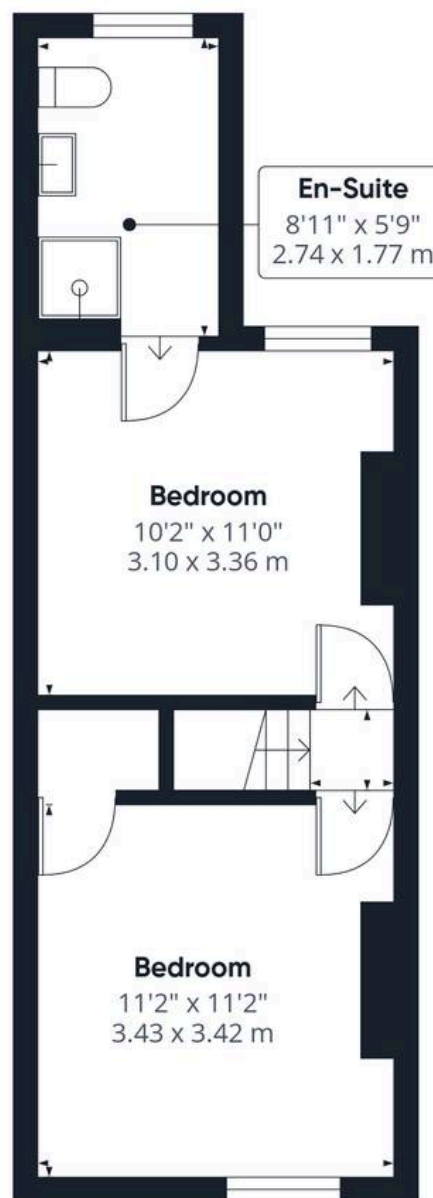 En-Suite
8'11" x 5'9"
2.74 x 1.77 m
Bedroom
10'2" x 11'0"
3.10 x 3.36 m
Bedroom
11'2" x 11'2"
3.43 x 3.42 m